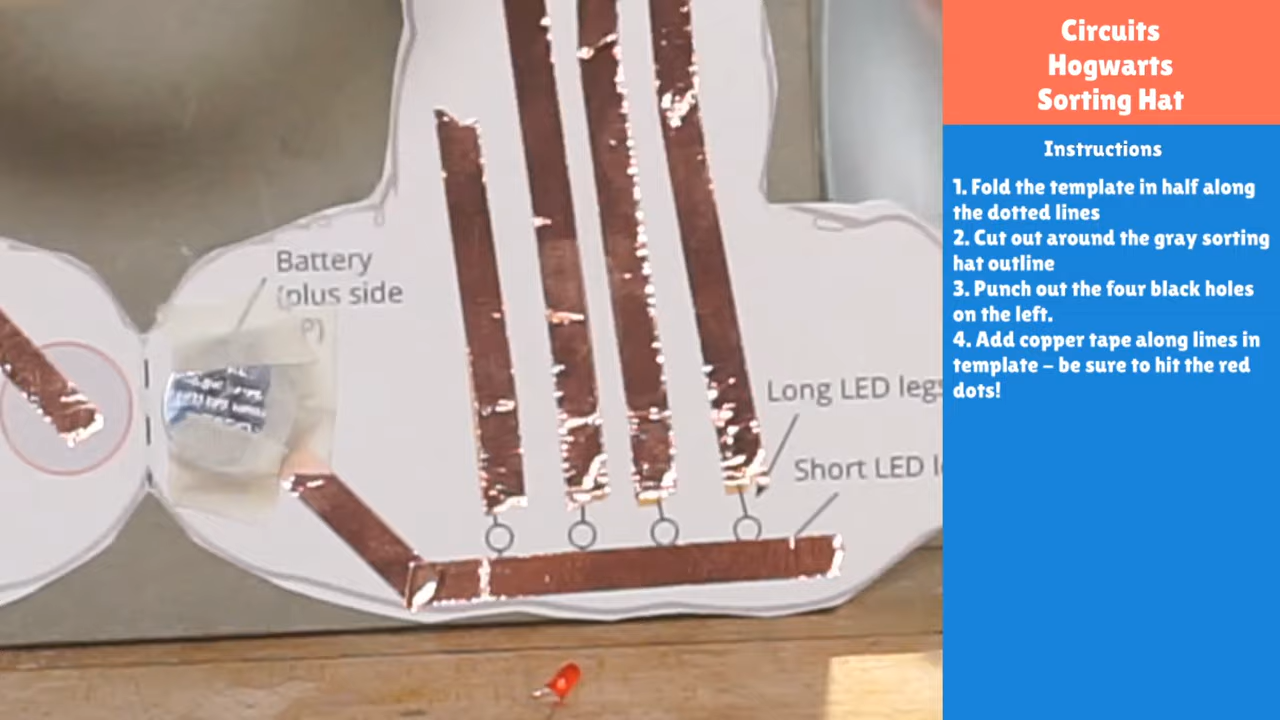 Circuits
Hogwarts
Sorting Hat
Instructions
1. Fold the template in half along
the dotted lines
2. Cut out around the gray sorting
hat outline
3. Punch out the four black holes
on the left.
4. Add copper tape along lines in
template – be sure to hit the red
dots!
Battery
(plus side
P)
Long LED legs
Short LED l